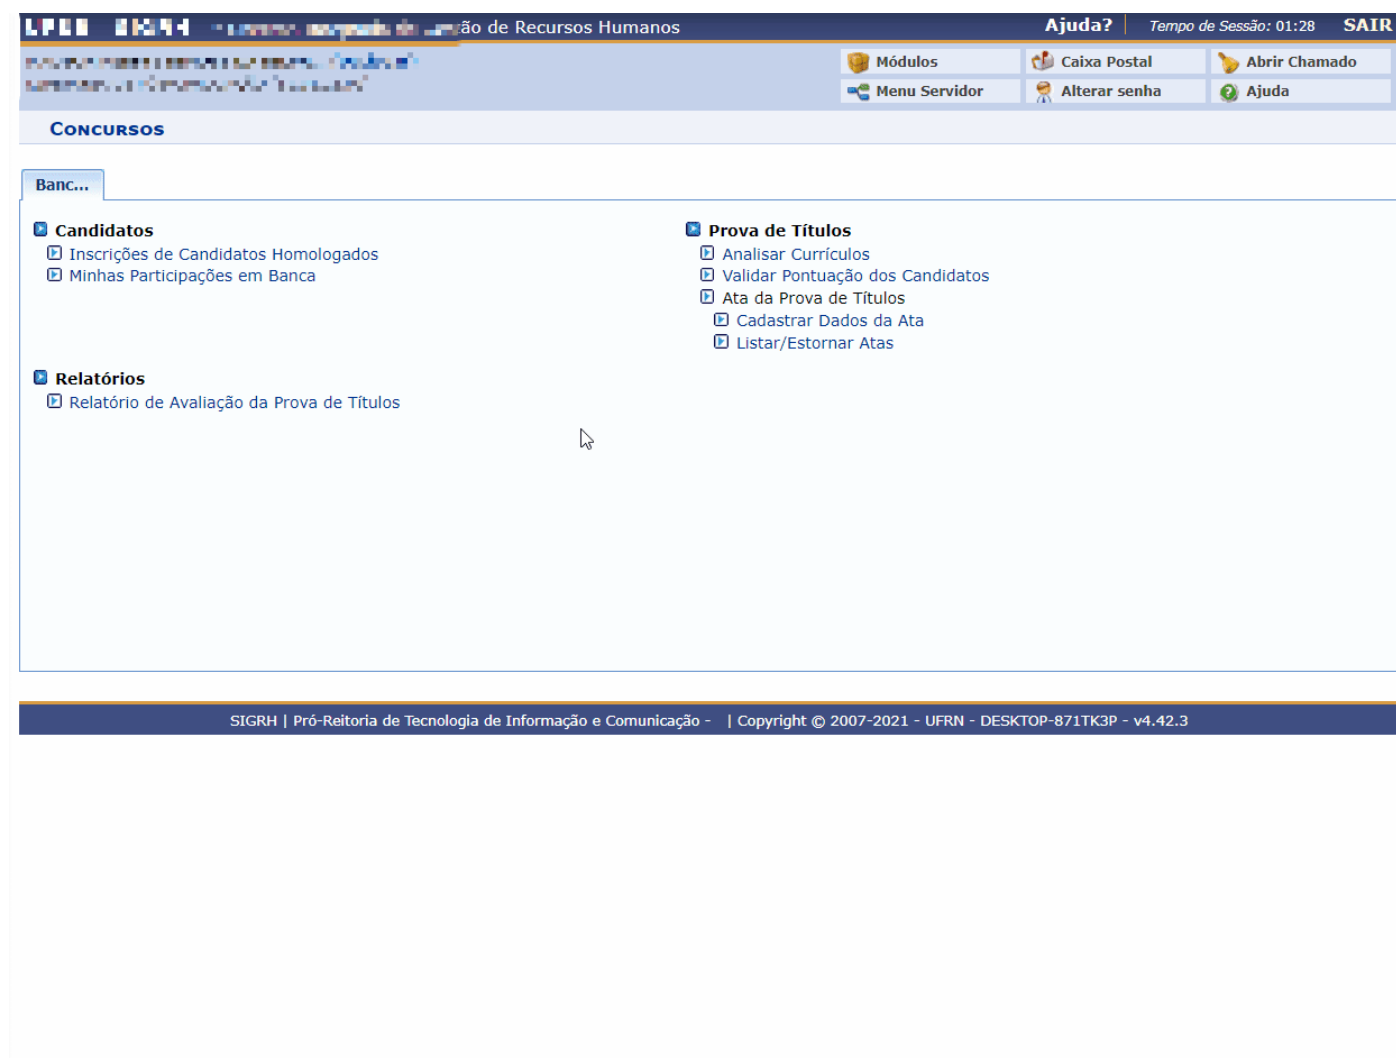 ão de Recursos Humanos
Ajuda?
Tempo de Sessão: 01:28
SAIR
Módulos
Caixa Postal
Abrir Chamado
Menu Servidor
Alterar senha
Ajuda
Concursos
Banc...
Candidatos
Inscrições de Candidatos Homologados
Minhas Participações em Banca
Prova de Títulos
Analisar Currículos
Validar Pontuação dos Candidatos
Ata da Prova de Títulos
Cadastrar Dados da Ata
Listar/Estornar Atas
Relatórios
Relatório de Avaliação da Prova de Títulos
SIGRH | Pró-Reitoria de Tecnologia de Informação e Comunicação - | Copyright © 2007-2021 - UFRN - DESKTOP-871TK3P - v4.42.3